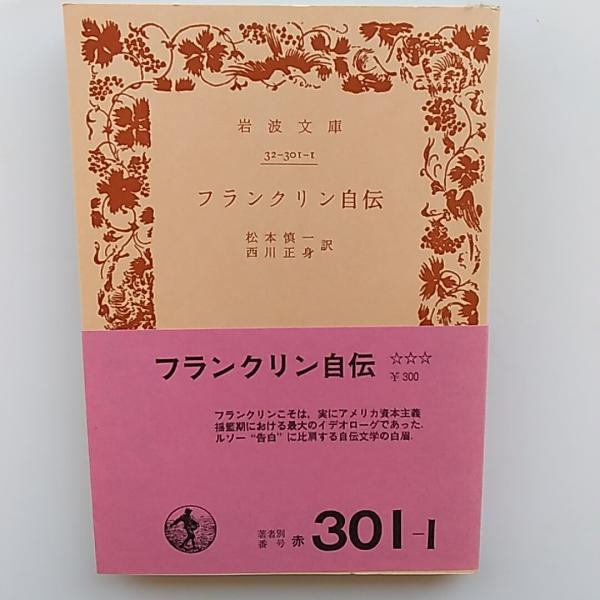 岩波文庫
32-301-1
フランクリン自伝
松本慎一
西川正身 訳
フランクリン自伝 ☆☆☆
¥300
フランクリンこそは，実にアメリカ資本主義
揺籃期における最大のイデオローグであった．
ルソー“告白”に比肩する自伝文学の白眉．
著者別
番号 赤 301-1